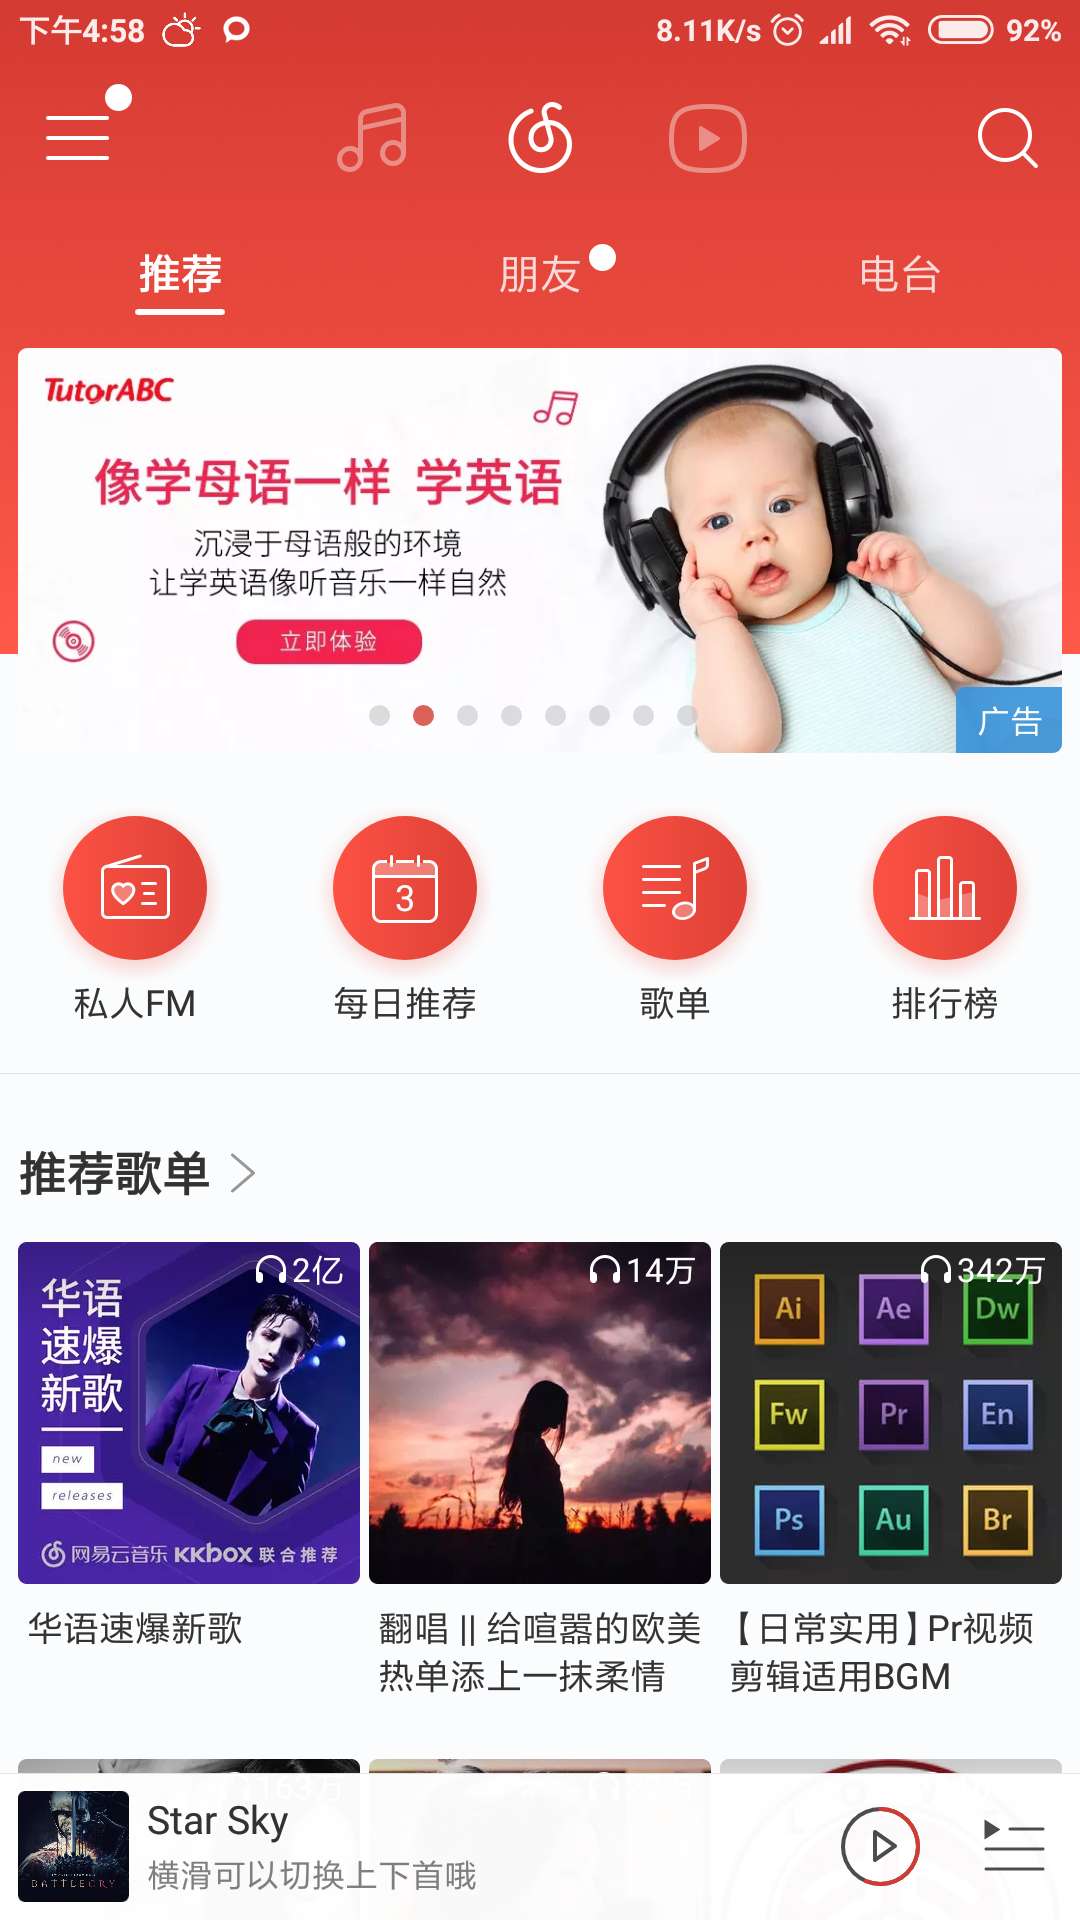 下午4:58
8.11K/s
92%
推荐
朋友
电台
TutorABC
像学母语一样 学英语
沉浸于母语般的环境
让学英语像听音乐一样自然
立即体验
广告
3
私人FM
每日推荐
歌单
排行榜
推荐歌单
2亿
华语
速爆
新歌
new
releases
网易云音乐 KKBOX 联合推荐
14万
342万
Ai
Ae
Dw
Fw
Pr
En
Ps
Au
Br
华语速爆新歌
翻唱 || 给喧嚣的欧美
热单添上一抹柔情
【日常实用】Pr视频
剪辑适用BGM
163万
BATTLECRY
Star Sky
横滑可以切换上下首哦